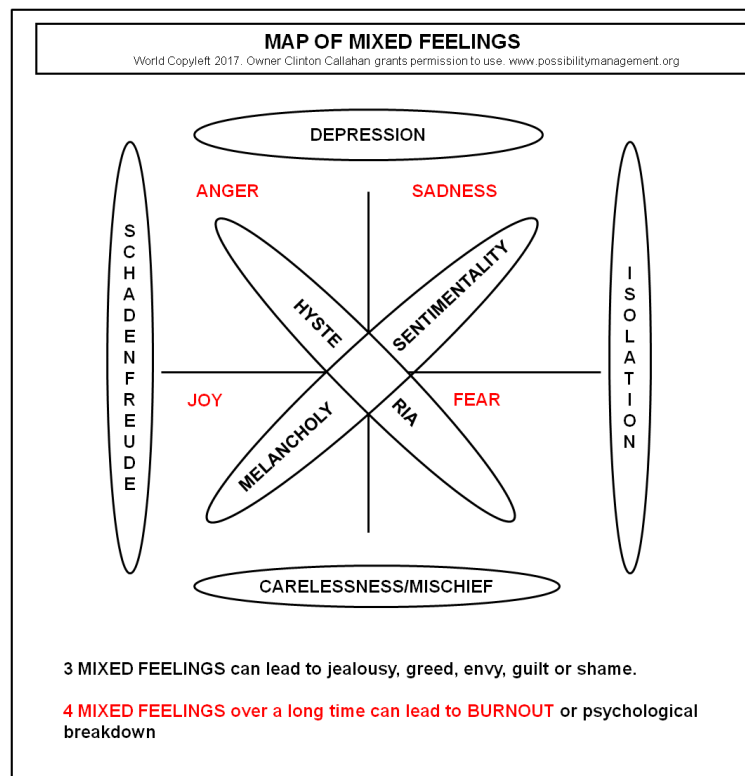 MAP OF MIXED FEELINGS
World Copyleft 2017. Owner Clinton Callahan grants permission to use. www.possibilitymanagement.org
DEPRESSION
ANGER
SADNESS
SCHADENFREUDE
HYSTE
SENTIMENTALITY
ISOLATION
JOY
FEAR
MELANCHOLY
RIA
CARELESSNESS/MISCHIEF
3 MIXED FEELINGS can lead to jealousy, greed, envy, guilt or shame.
4 MIXED FEELINGS over a long time can lead to BURNOUT or psychological
breakdown